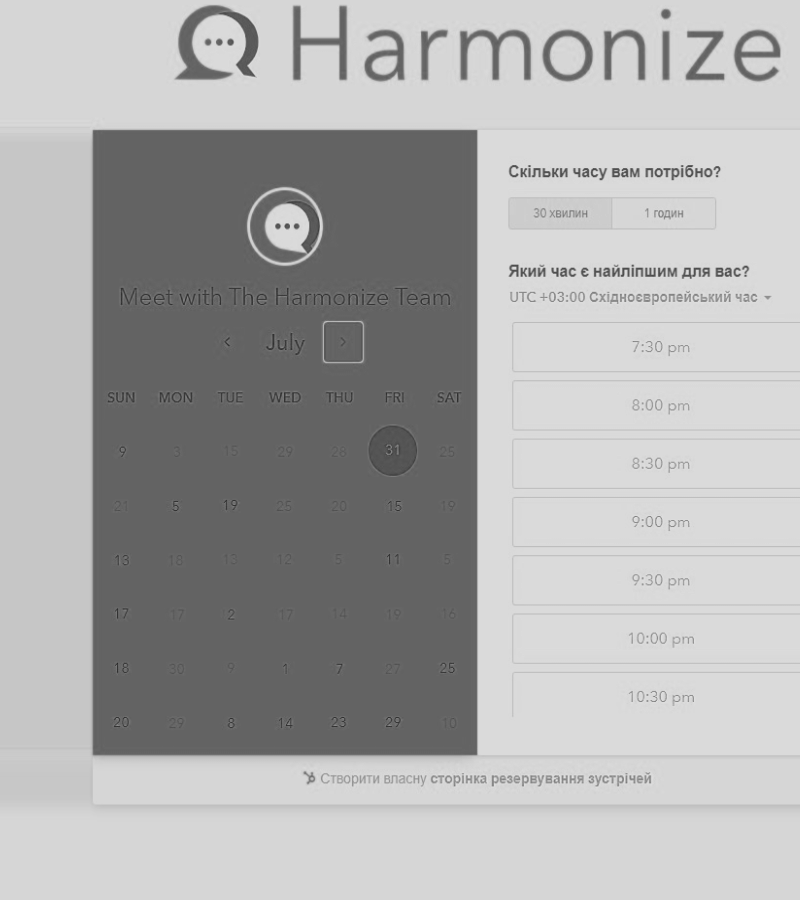 Harmonize
Meet with The Harmonize Team
July
SUN MON TUE WED THU FRI SAT
9 3 15 29 28 31 25
21 5 19 25 20 15 19
13 18 13 12 5 11 5
17 17 2 17 14 19 16
18 30 9 1 7 27 25
20 29 8 14 23 29 10
Скільки часу вам потрібно?
30 хвилин 1 годин
Який час є найліпшим для вас?
UTC +03:00 Східноєвропейський час
7:30 pm
8:00 pm
8:30 pm
9:00 pm
9:30 pm
10:00 pm
10:30 pm
Створити власну сторінка резервування зустрічей